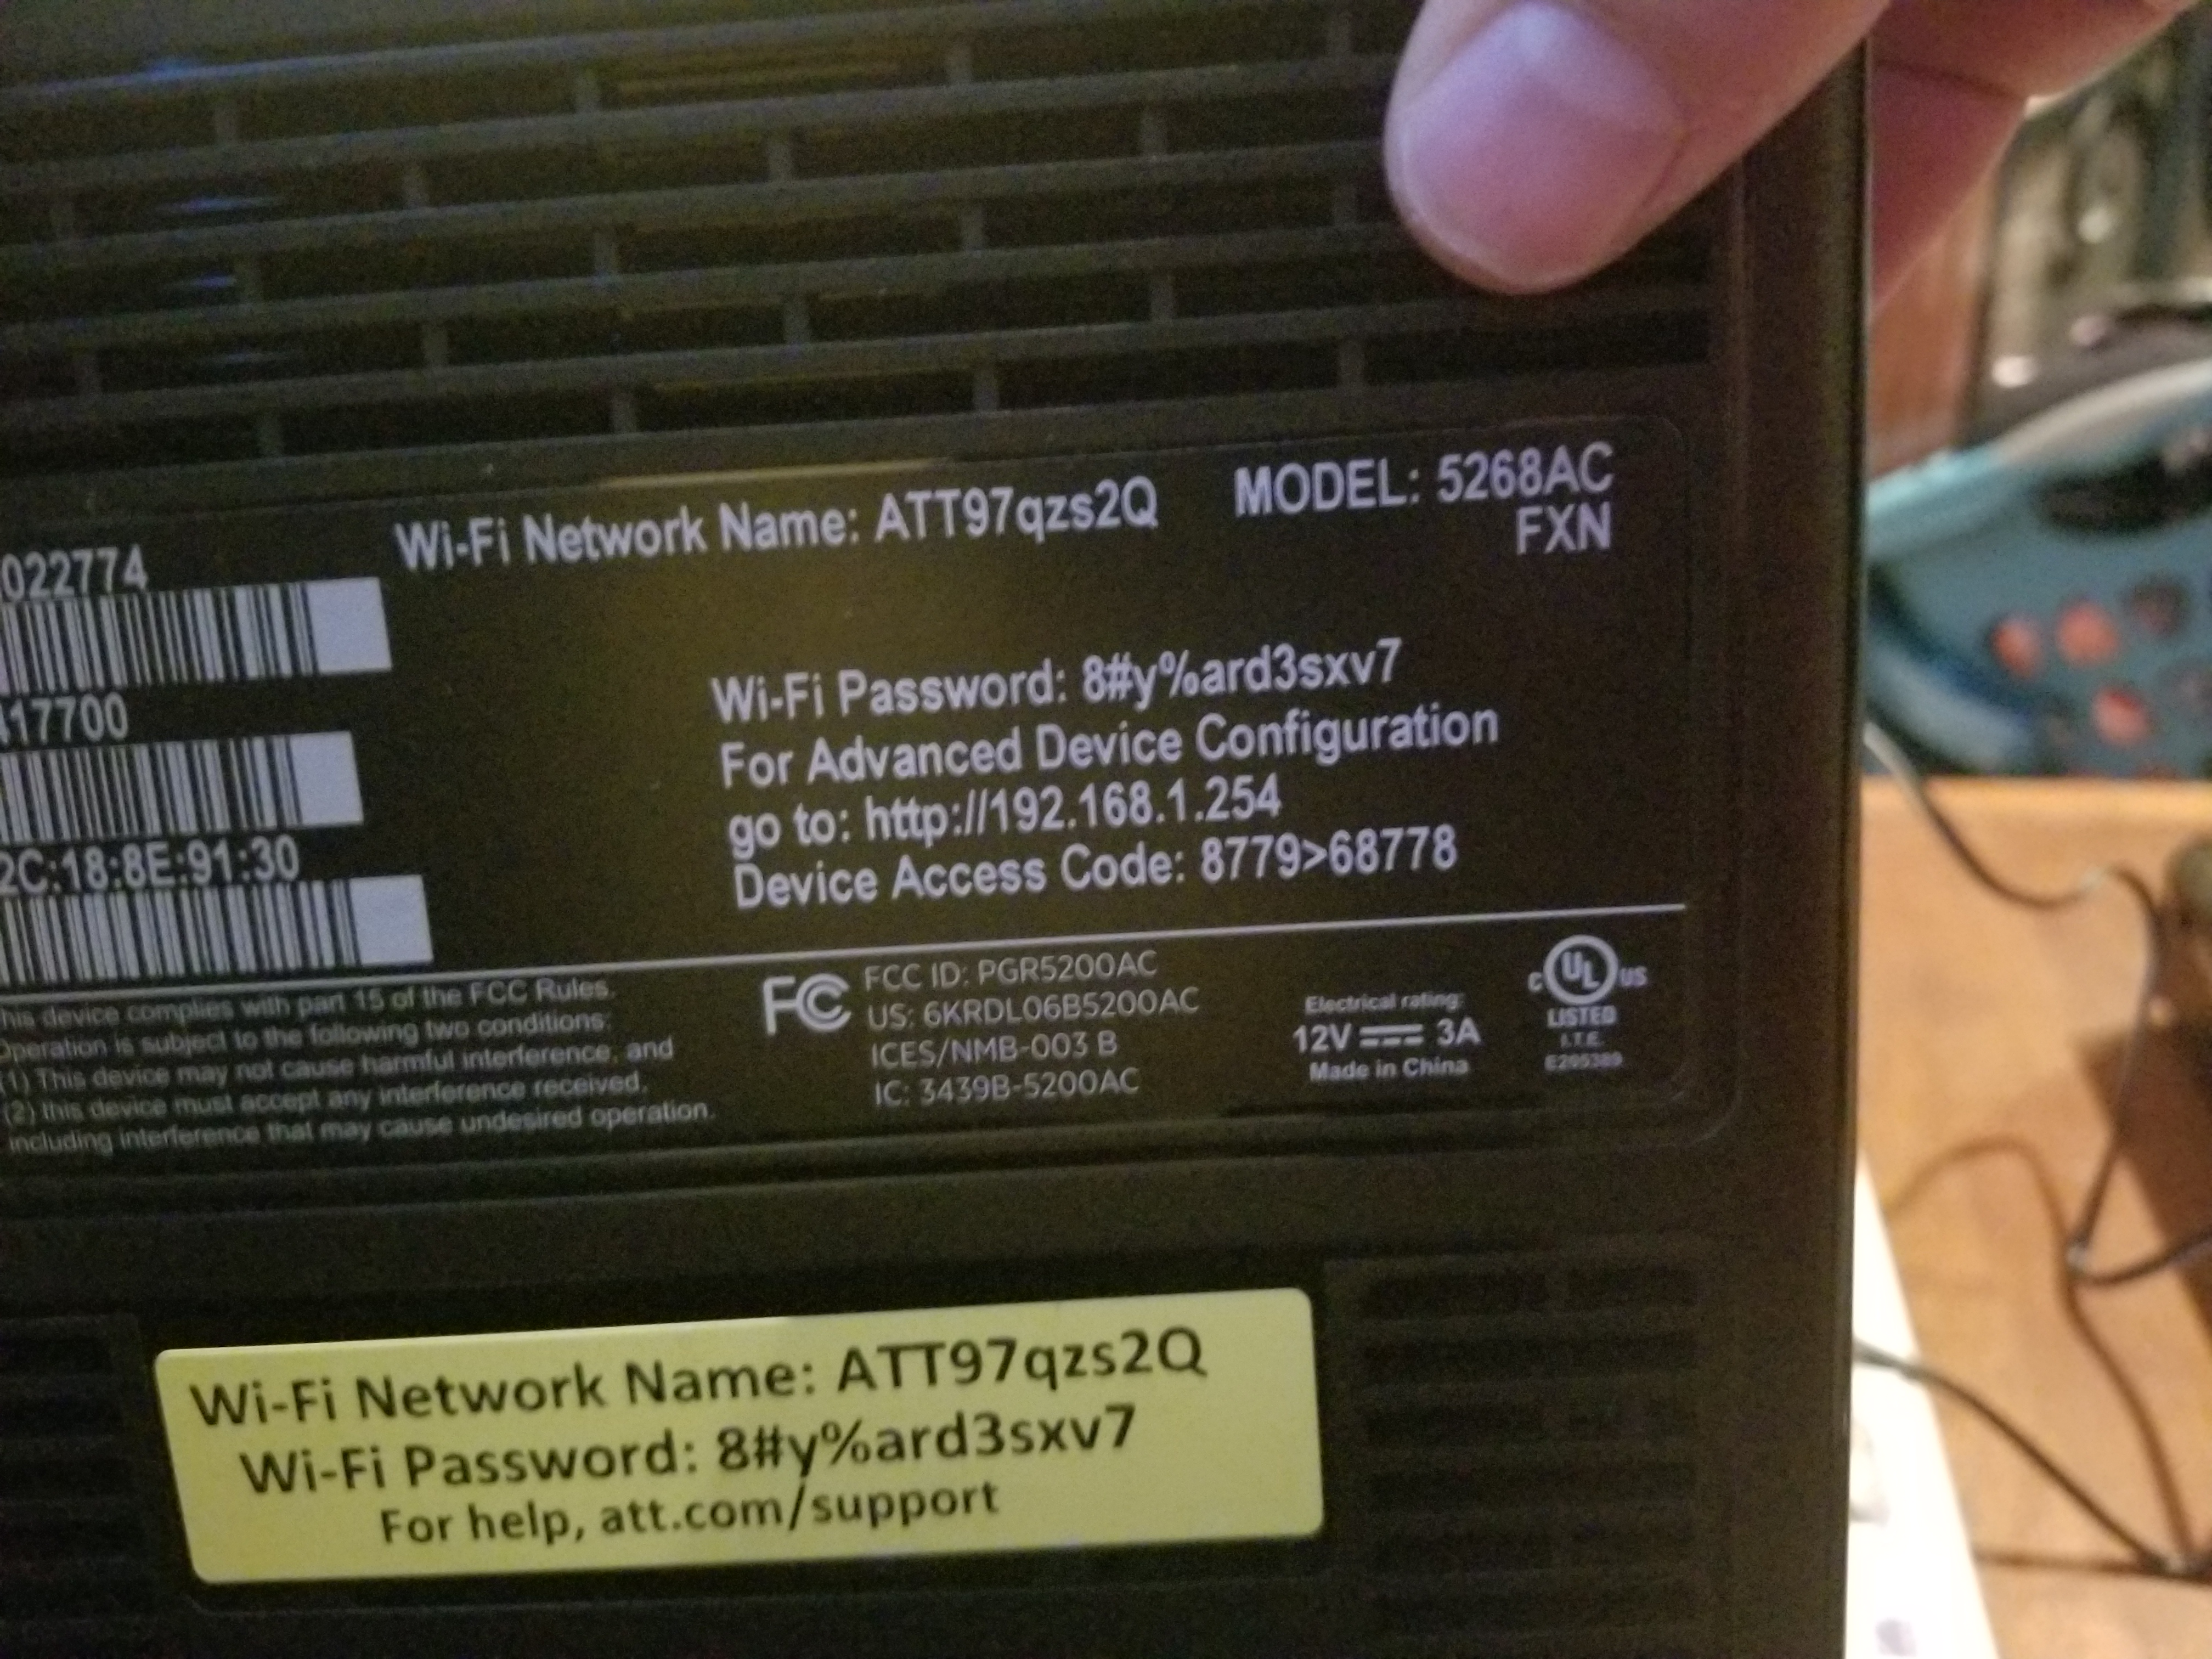 022774
Wi-Fi Network Name: ATT97qzs2Q
MODEL: 5268AC
FXN
17700
2C:18:8E:91:30
Wi-Fi Password: 8#y%ard3sxv7
For Advanced Device Configuration
go to: http://192.168.1.254
Device Access Code: 8779>68778
his device complies with part 15 of the FCC Rules.
Operation is subject to the following two conditions:
(1) This device may not cause harmful interference, and
(2) this device must accept any interference received,
including interference that may cause undesired operation.
FC
FCC ID: PGR5200AC
US: 6KRDL06B5200AC
ICES/NMB-003 B
IC: 3439B-5200AC
Electrical rating:
12V 3A
Made in China
C UL US
LISTED
I.T.E.
Wi-Fi Network Name: ATT97qzs2Q
Wi-Fi Password: 8#y%ard3sxv7
For help, att.com/support